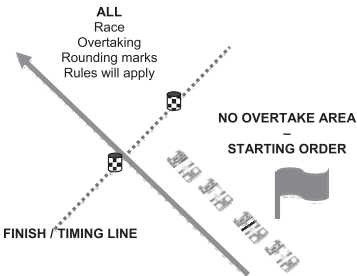 ALL
Race
Overtaking
Rounding marks
Rules will apply
NO OVERTAKE AREA
–
STARTING ORDER
FINISH / TIMING LINE